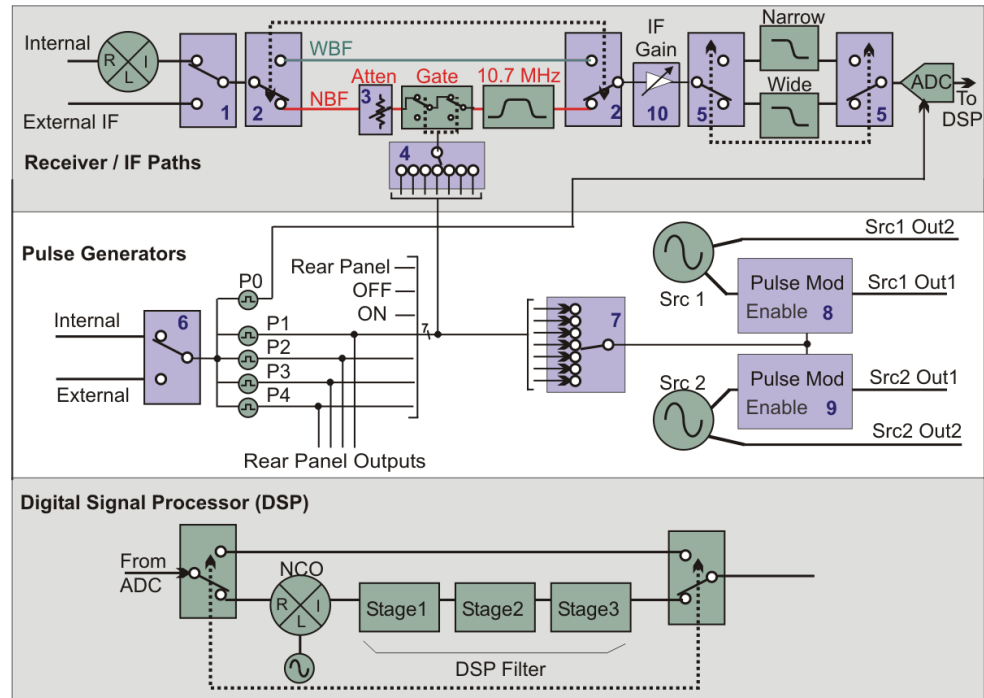 Internal
R
I
L
External IF
1
2
WBF
NBF
Atten
3
Gate
10.7 MHz
2
IF
Gain
10
5
Narrow
Wide
5
ADC
To
DSP
4
Receiver / IF Paths
Pulse Generators
Internal
External
6
P0
P1
P2
P3
P4
Rear Panel
OFF
ON
7
Rear Panel Outputs
7
Src 1
Src1 Out2
Pulse Mod
Enable 8
Src1 Out1
Src 2
Pulse Mod
Enable 9
Src2 Out1
Src2 Out2
Digital Signal Processor (DSP)
From
ADC
NCO
R
I
L
Stage1
Stage2
Stage3
DSP Filter